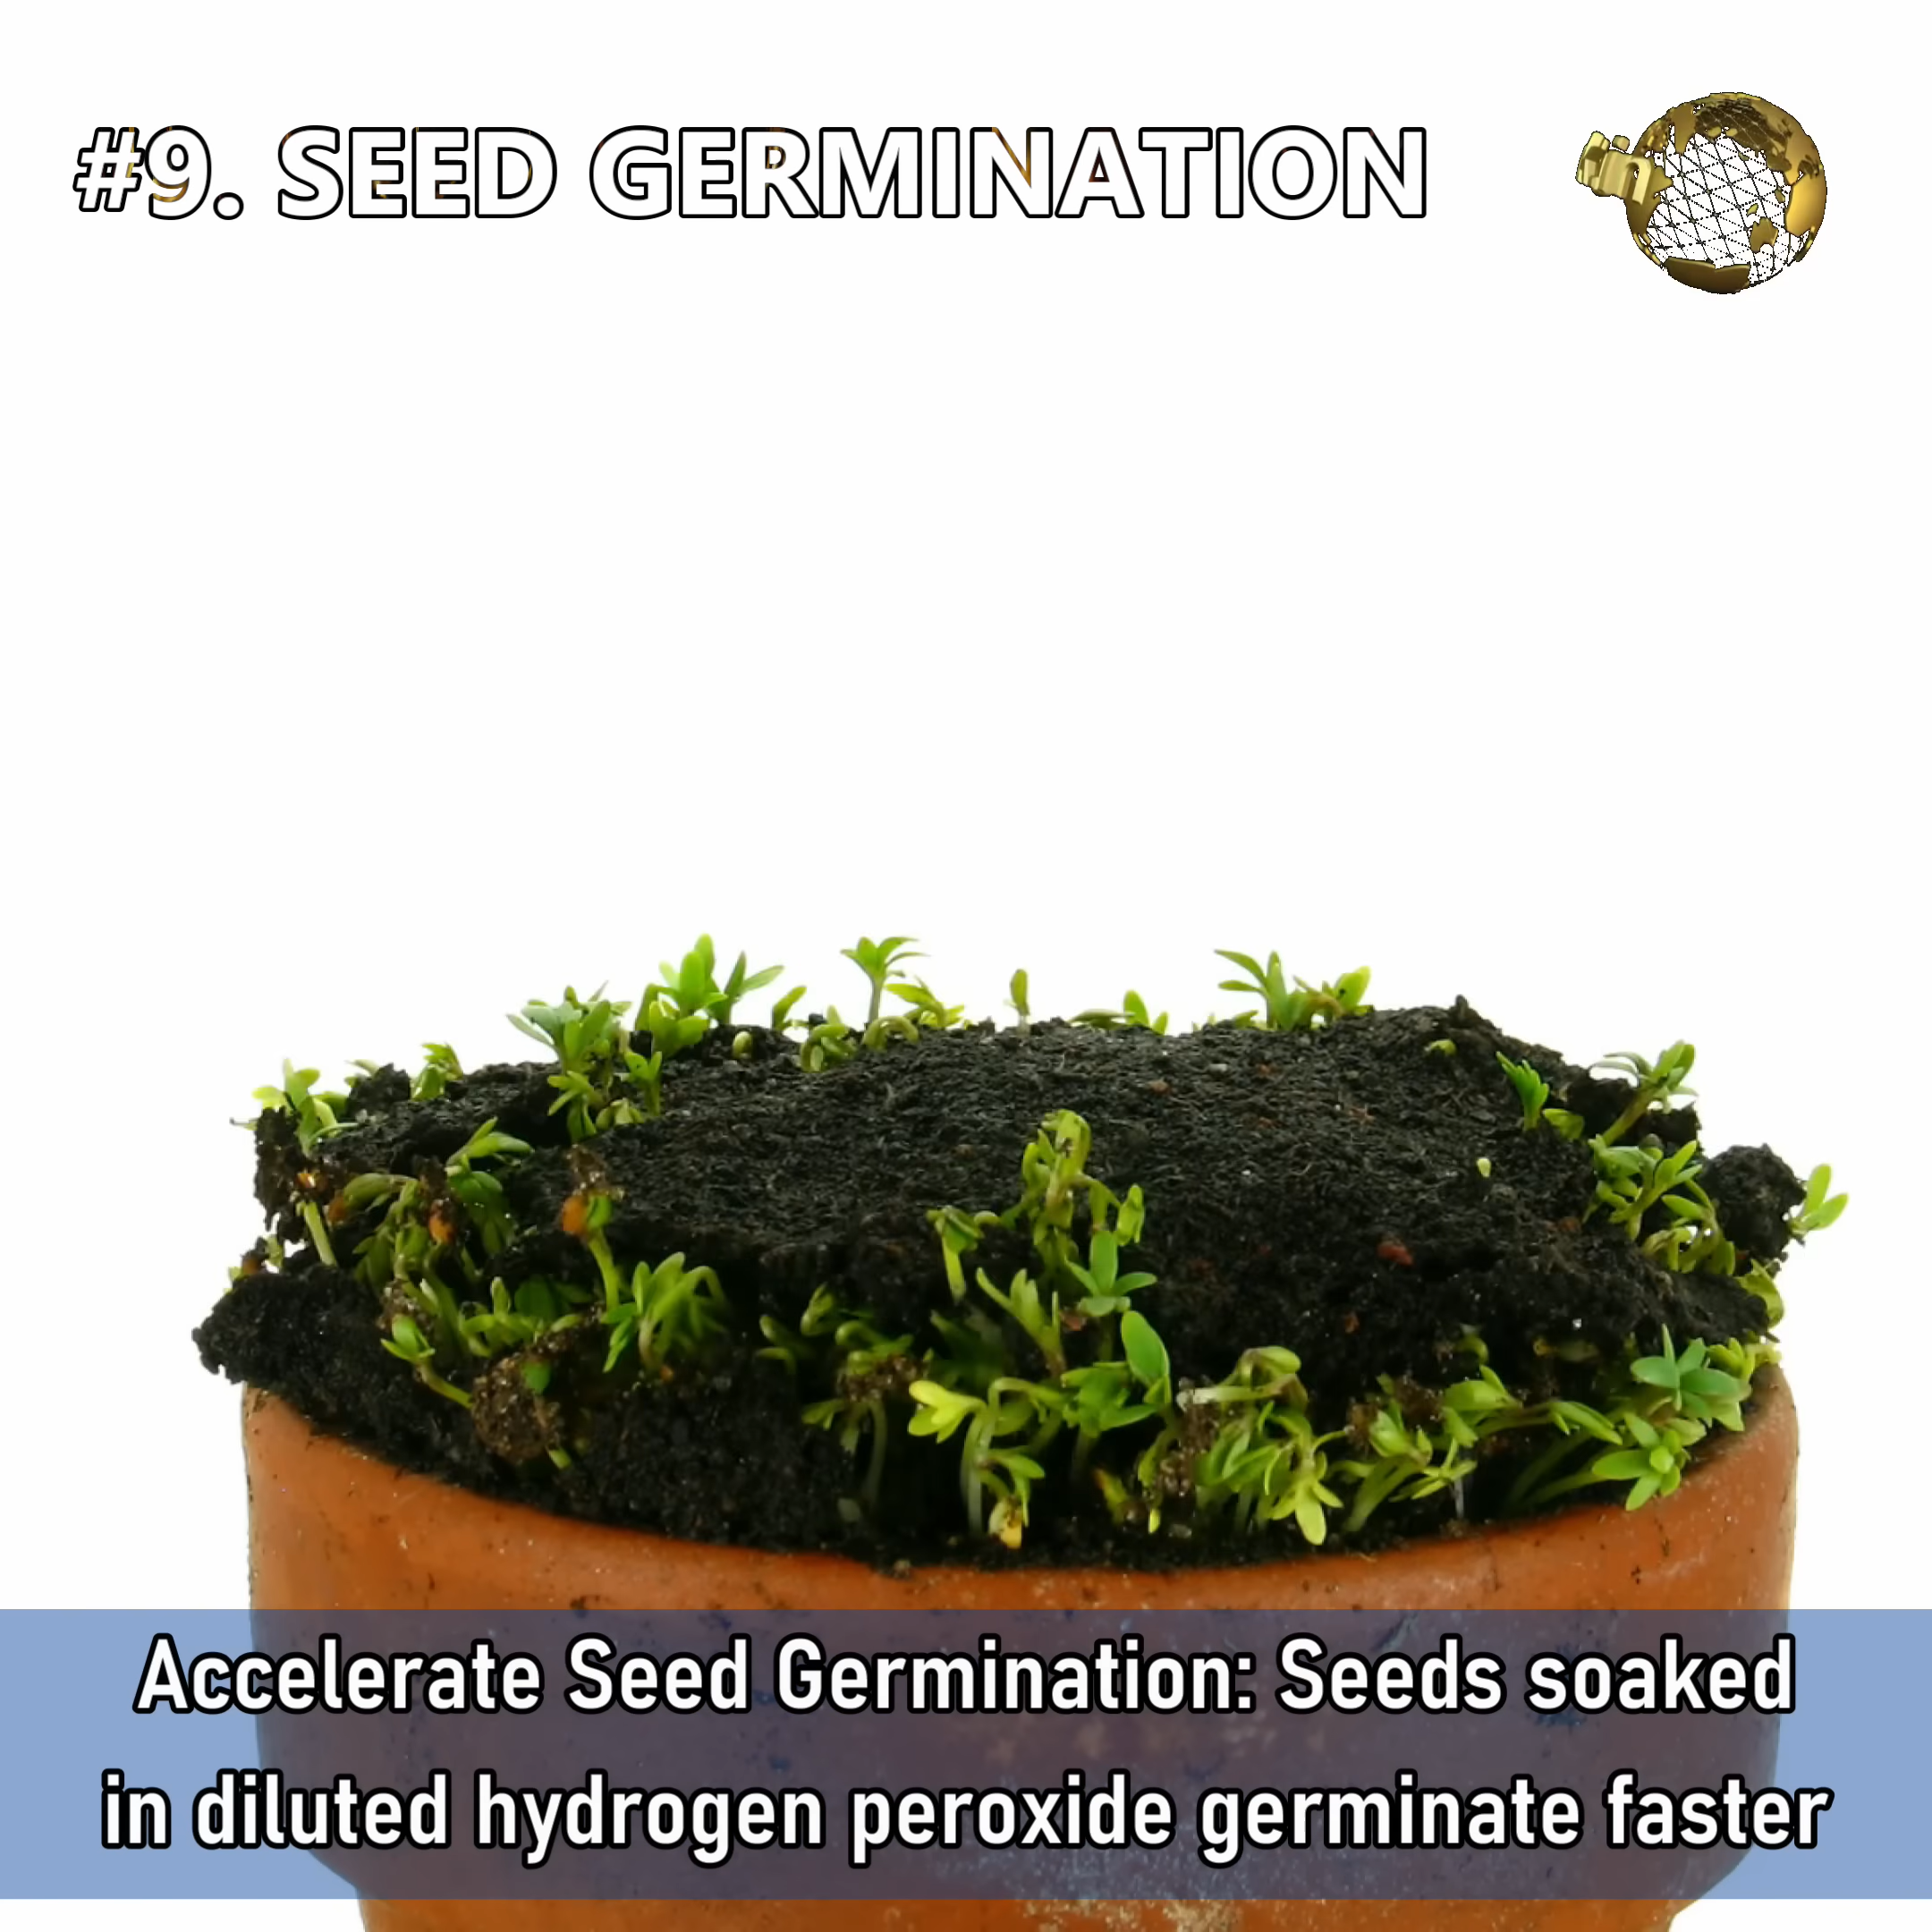 #9. SEED GERMINATION
Accelerate Seed Germination: Seeds soaked
in diluted hydrogen peroxide germinate faster